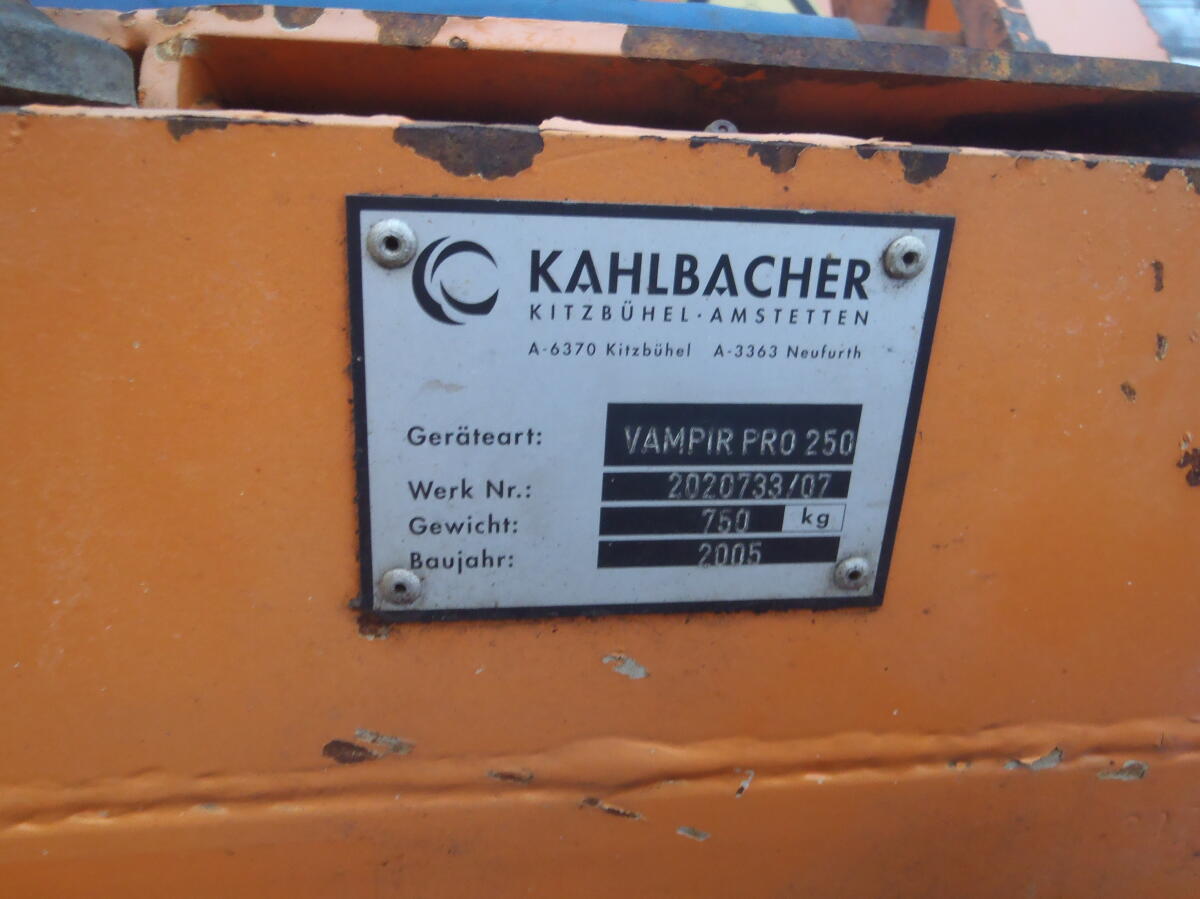 KAHLBACHER
KITZBÜHEL · AMSTETTEN
A-6370 Kitzbühel A-3363 Neufurth
Geräteart: VAMPIR PRO 250
Werk Nr.: 2020733/07
Gewicht: 750 kg
Baujahr: 2005